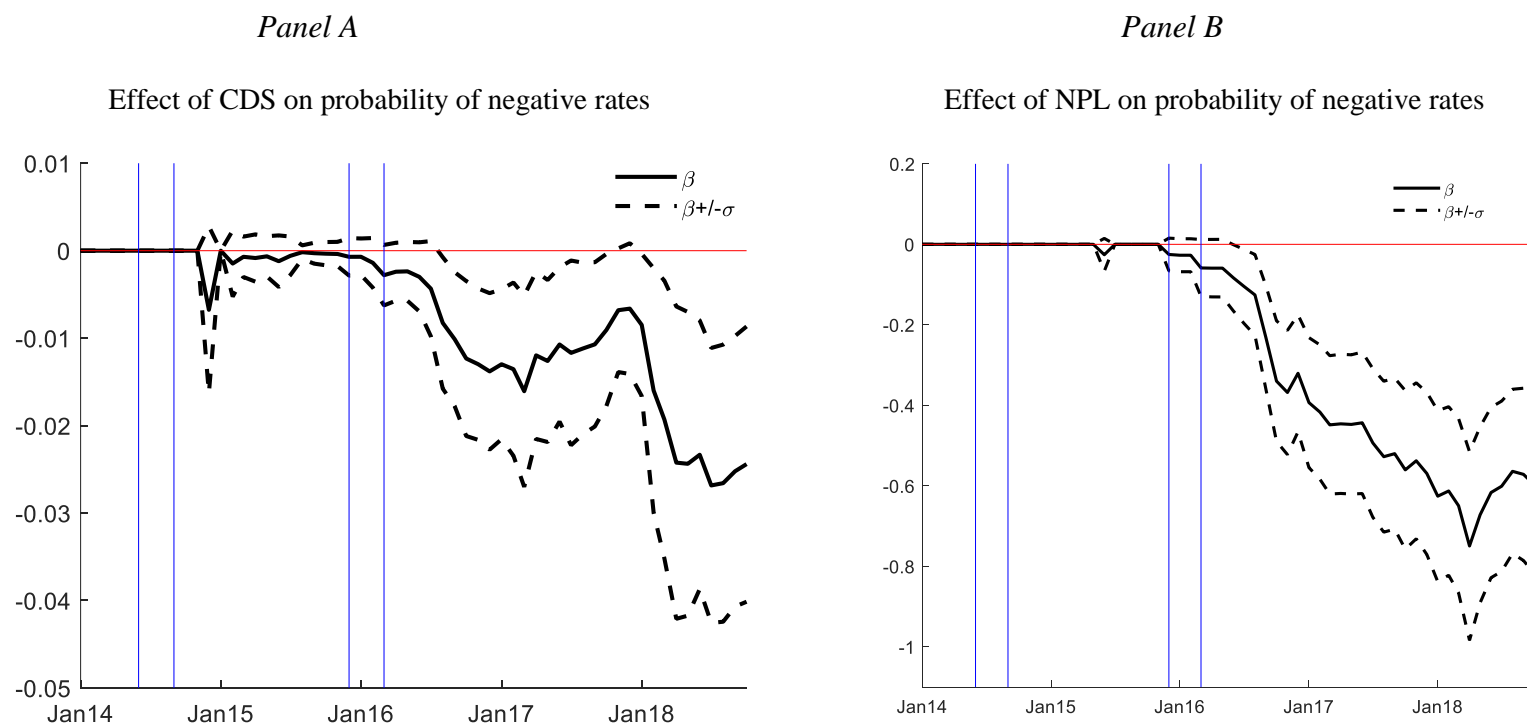 Panel A
Effect of CDS on probability of negative rates
0.01
0
-0.01
-0.02
-0.03
-0.04
-0.05
Jan14 Jan15 Jan16 Jan17 Jan18
β
β+/-σ
Panel B
Effect of NPL on probability of negative rates
0.2
0
-0.2
-0.4
-0.6
-0.8
-1
Jan14 Jan15 Jan16 Jan17 Jan18
β
β+/-σ